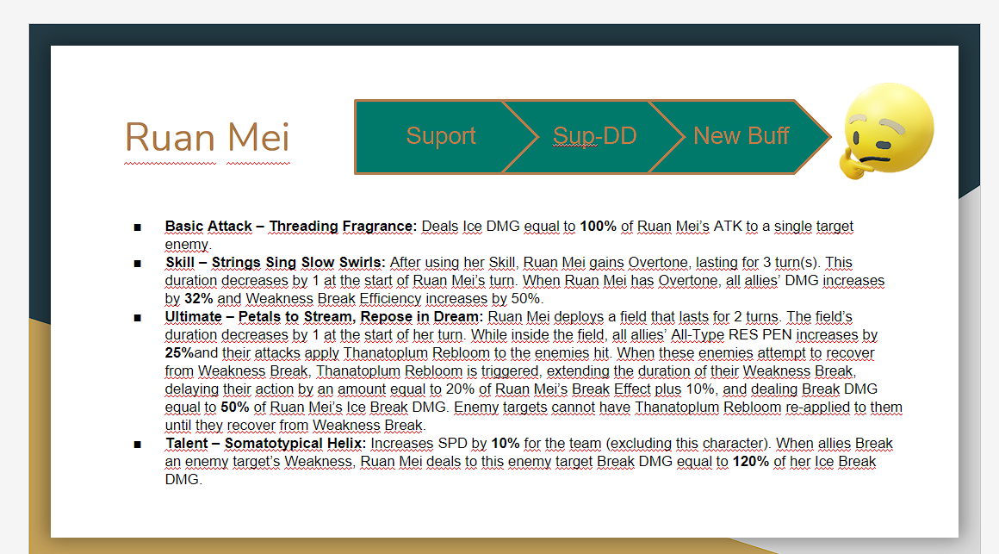 Ruan Mei
Suport
Sup-DD
New Buff
■ Basic Attack – Threading Fragrance: Deals Ice DMG equal to 100% of Ruan Mei’s ATK to a single target
enemy.
■ Skill – Strings Sing Slow Swirls: After using her Skill, Ruan Mei gains Overtone, lasting for 3 turn(s). This
duration decreases by 1 at the start of Ruan Mei’s turn. When Ruan Mei has Overtone, all allies’ DMG increases
by 32% and Weakness Break Efficiency increases by 50%.
■ Ultimate – Petals to Stream, Repose in Dream: Ruan Mei deploys a field that lasts for 2 turns. The field’s
duration decreases by 1 at the start of her turn. While inside the field, all allies’ All-Type RES PEN increases by
25%and their attacks apply Thanatoplum Rebloom to the enemies hit. When these enemies attempt to recover
from Weakness Break, Thanatoplum Rebloom is triggered, extending the duration of their Weakness Break,
delaying their action by an amount equal to 20% of Ruan Mei’s Break Effect plus 10%, and dealing Break DMG
equal to 50% of Ruan Mei’s Ice Break DMG. Enemy targets cannot have Thanatoplum Rebloom re-applied to them
until they recover from Weakness Break.
■ Talent – Somatotypical Helix: Increases SPD by 10% for the team (excluding this character). When allies Break
an enemy target’s Weakness, Ruan Mei deals to this enemy target Break DMG equal to 120% of her Ice Break
DMG.